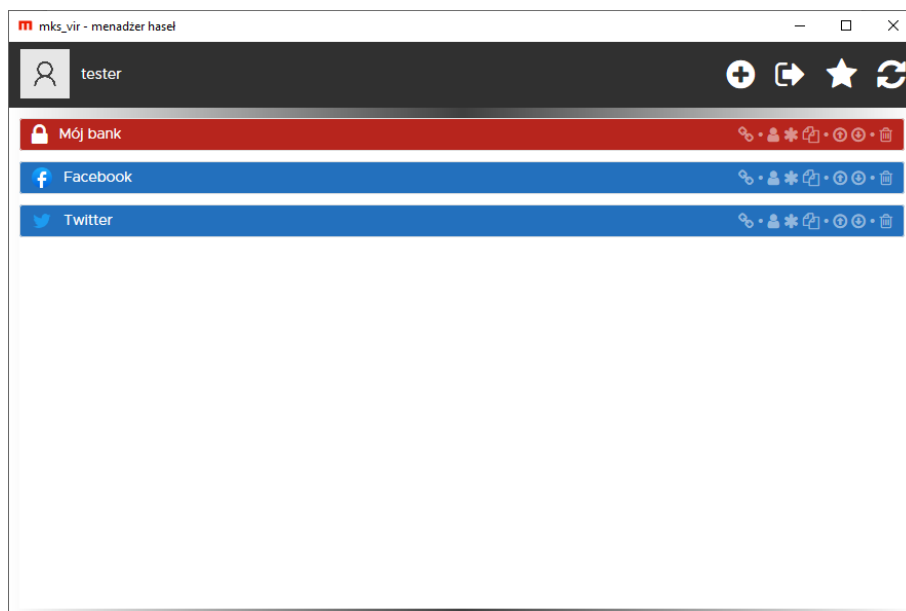 mks_vir - menadżer haseł
tester
Mój bank
Facebook
Twitter